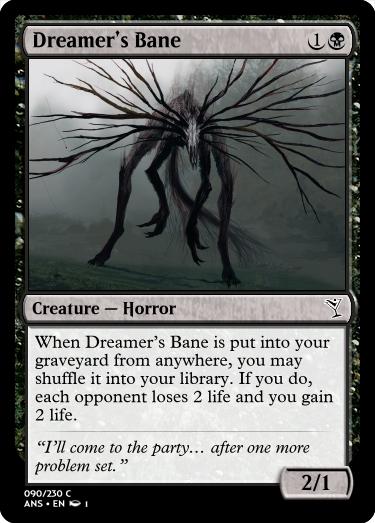 Dreamer's Bane 1
Creature — Horror
When Dreamer's Bane is put into your
graveyard from anywhere, you may
shuffle it into your library. If you do,
each opponent loses 2 life and you gain
2 life.
“I'll come to the party… after one more
problem set.”
2/1
090/230 C
ANS • EN 1